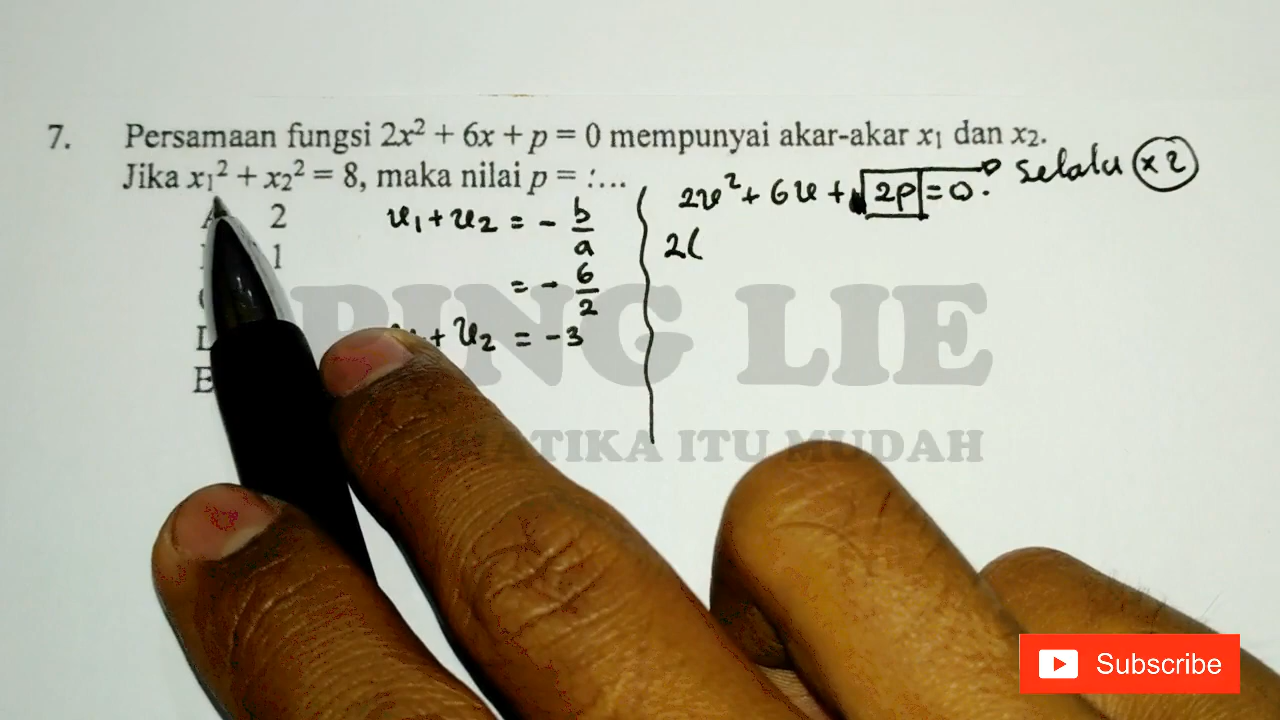 7. Persamaan fungsi 2x² + 6x + p = 0 mempunyai akar-akar x₁ dan x₂.
Jika x₁² + x₂² = 8, maka nilai p = :...
2
1
E
x₁ + x₂ = - b/a
= - 6/2
+ x₂ = -3
2x² + 6x + 2p = 0.
selalu x 2
2(
PING LIE
ATIKA ITU MUDAH
Subscribe